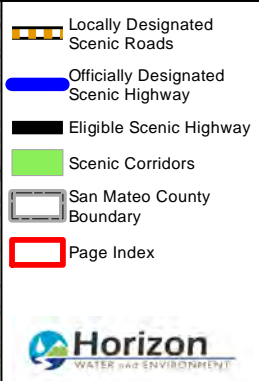 Locally Designated
Scenic Roads
Officially Designated
Scenic Highway
Eligible Scenic Highway
Scenic Corridors
San Mateo County
Boundary
Page Index
Horizon
WATER and ENVIRONMENT